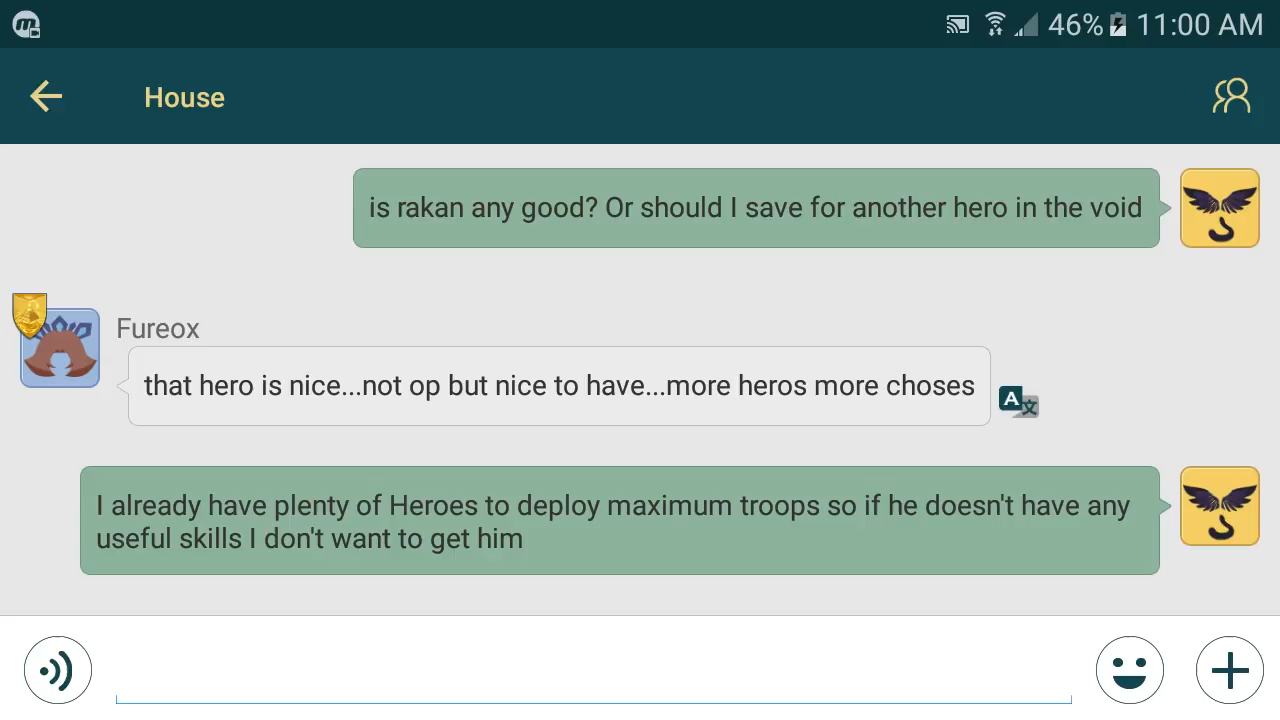 46% 11:00 AM
House
is rakan any good? Or should I save for another hero in the void
Fureox
that hero is nice...not op but nice to have...more heros more choses
A 文
I already have plenty of Heroes to deploy maximum troops so if he doesn't have any
useful skills I don't want to get him